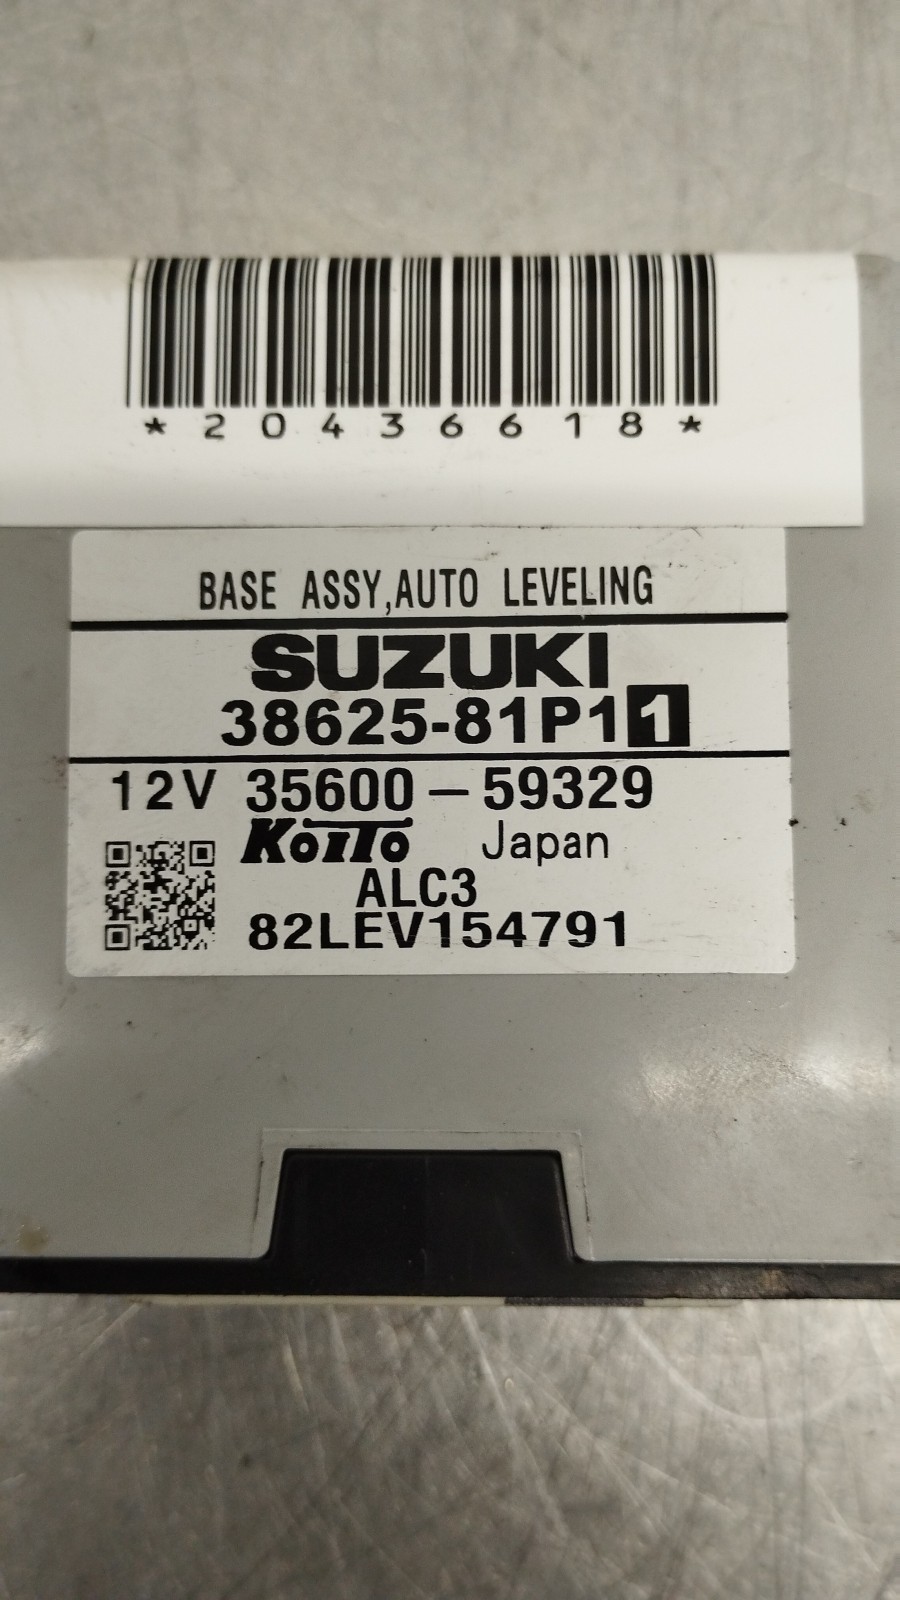 *20436618*
BASE ASSY,AUTO LEVELING
SUZUKI
38625-81P11
12V 35600-59329
KOITO Japan
ALC3
82LEV154791